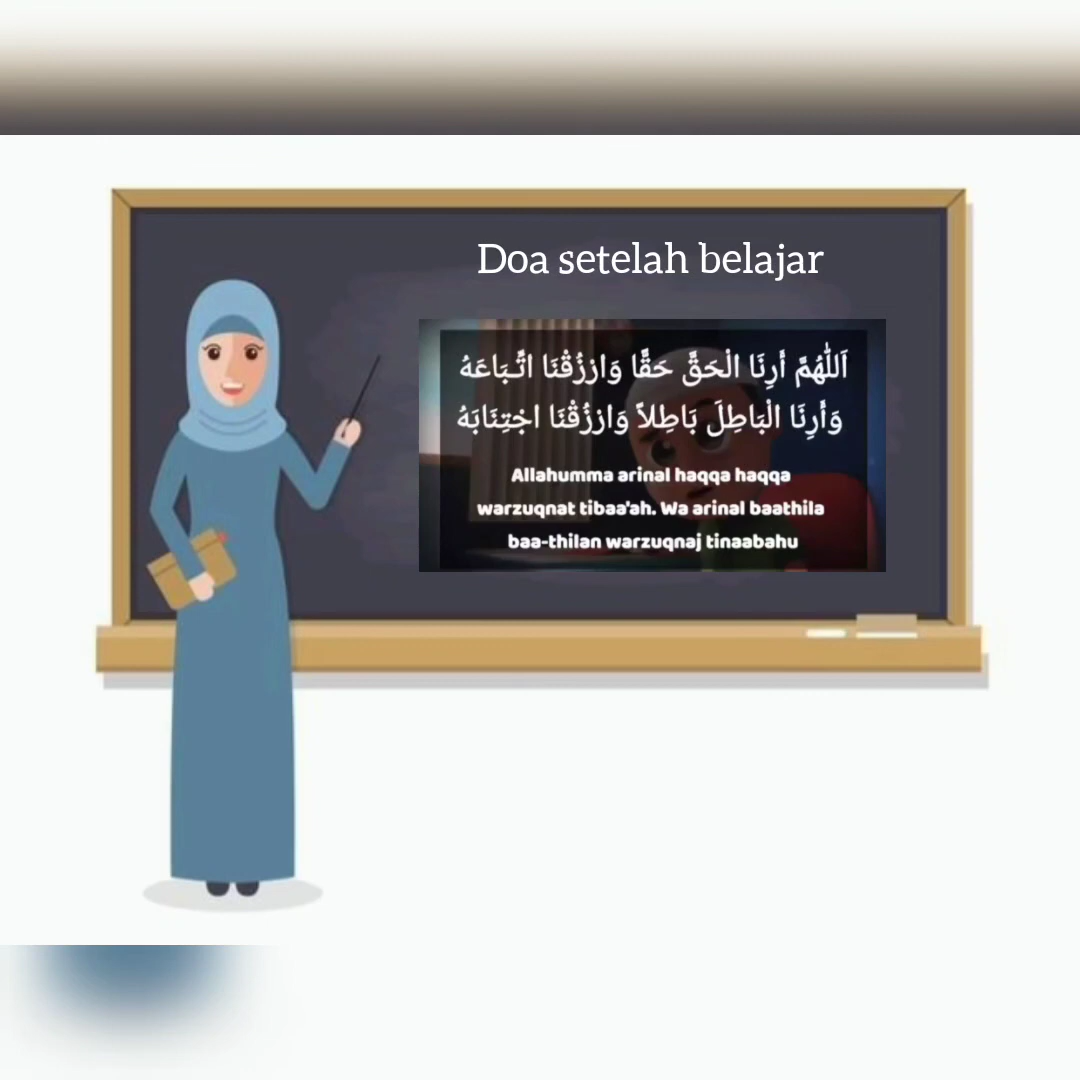 Doa setelah belajar
اَللّٰهُمَّ أَرِنَا الْحَقَّ حَقًّا وَارْزُقْنَا اتِّبَاعَهُ
وَأَرِنَا الْبَاطِلَ بَاطِلاً وَارْزُقْنَا اجْتِنَابَهُ
Allahumma arinal haqqa haqqa
warzuqnat tibaa'ah. Wa arinal baathila
baa-thilan warzuqnaj tinaabahu